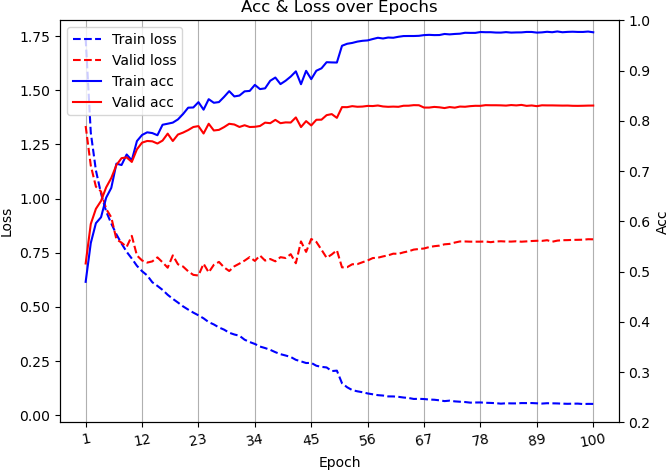 Acc & Loss over Epochs
Train loss
Valid loss
Train acc
Valid acc
1.75
1.50
1.25
1.00
0.75
0.50
0.25
0.00
Loss
1.0
0.9
0.8
0.7
0.6
0.5
0.4
0.3
0.2
Acc
1 12 23 34 45 56 67 78 89 100
Epoch